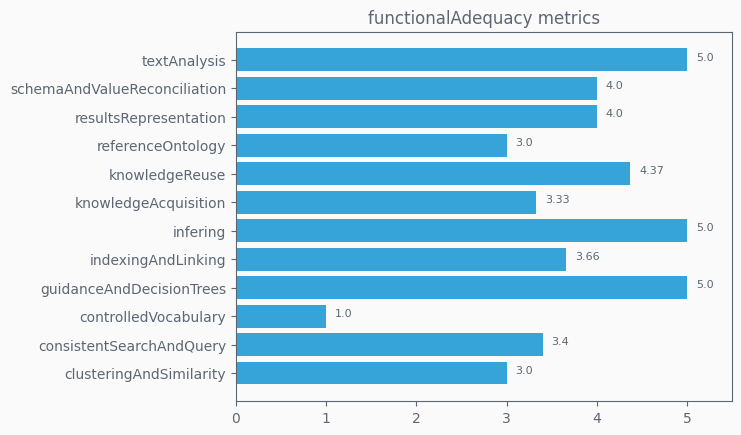 functionalAdequacy metrics
textAnalysis 5.0
schemaAndValueReconciliation 4.0
resultsRepresentation 4.0
referenceOntology 3.0
knowledgeReuse 4.37
knowledgeAcquisition 3.33
infering 5.0
indexingAndLinking 3.66
guidanceAndDecisionTrees 5.0
controlledVocabulary 1.0
consistentSearchAndQuery 3.4
clusteringAndSimilarity 3.0
0 1 2 3 4 5